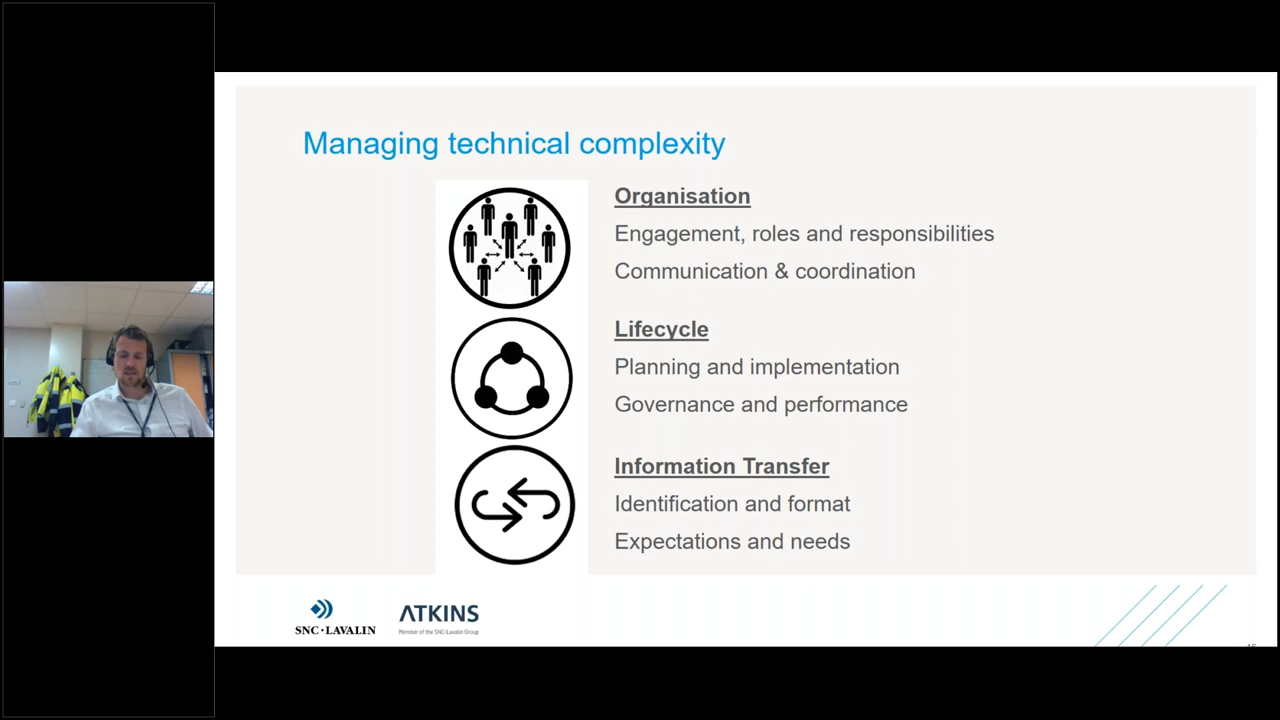 Managing technical complexity
Organisation
Engagement, roles and responsibilities
Communication & coordination
Lifecycle
Planning and implementation
Governance and performance
Information Transfer
Identification and format
Expectations and needs
SNC·LAVALIN
ATKINS
Member of the SNC-Lavalin Group